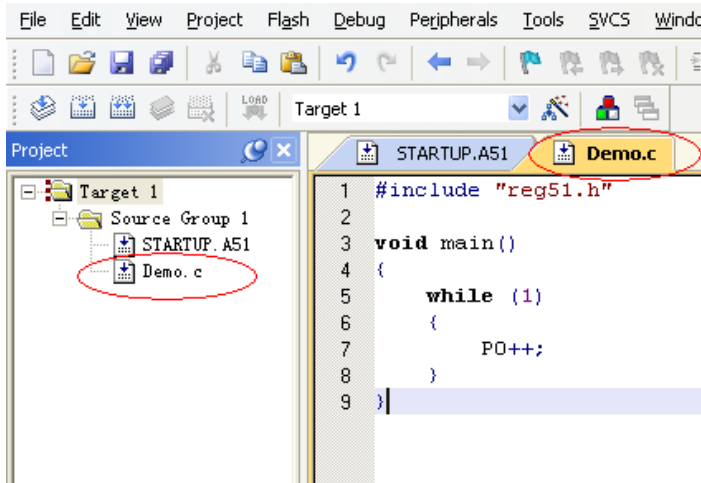 File Edit View Project Flash Debug Peripherals Tools SVCS
LOAD Target 1
Project
STARTUP.A51 Demo.c
Target 1
Source Group 1
STARTUP.A51
Demo.c
1 #include "reg51.h"
2
3 void main()
4 {
5 while (1)
6 {
7 P0++;
8 }
9 }